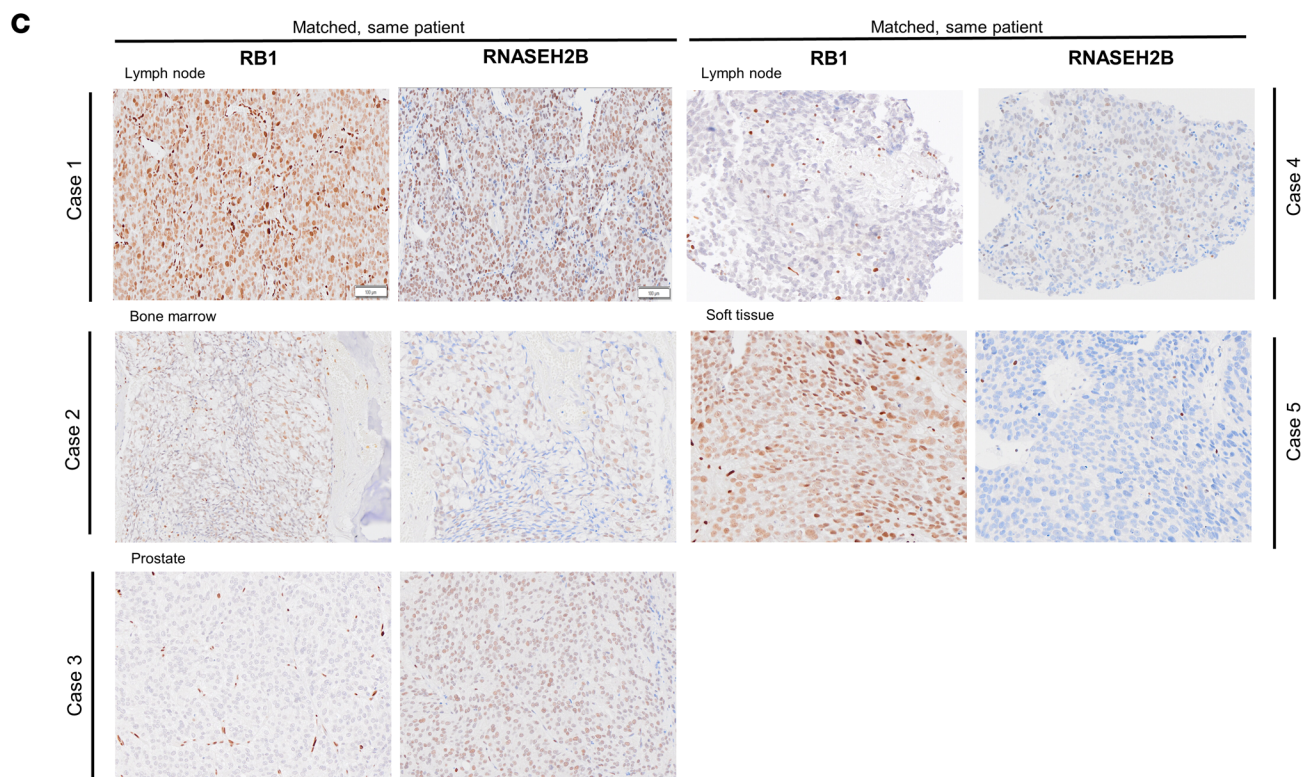 C
Matched, same patient
Matched, same patient
RB1
RNASEH2B
RB1
RNASEH2B
Lymph node
Lymph node
Case 1
Case 4
Bone marrow
Soft tissue
Case 2
Case 5
Prostate
Case 3